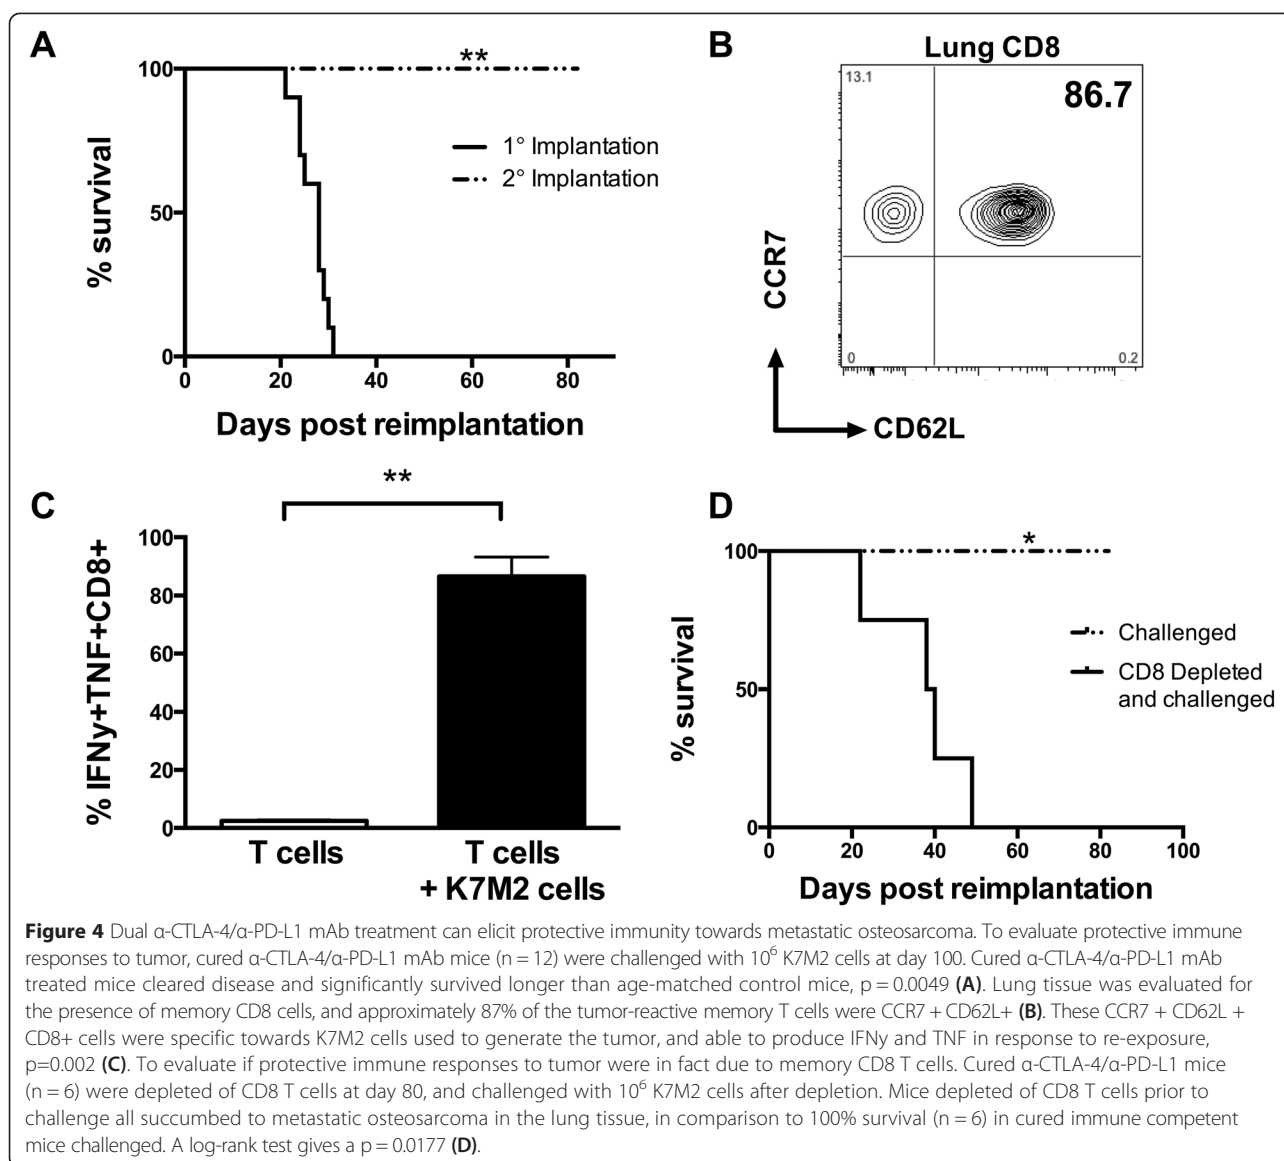 A
**
100
50
0
% survival
1° Implantation
2° Implantation
0 20 40 60 80
Days post reimplantation
B
Lung CD8
13.1
86.7
0
0.2
CCR7
CD62L
C
**
% IFNy+TNF+CD8+
100
80
60
40
20
0
T cells
T cells
+ K7M2 cells
D
*
100
50
0
% survival
Challenged
CD8 Depleted
and challenged
0 20 40 60 80 100
Days post reimplantation
Figure 4 Dual α-CTLA-4/α-PD-L1 mAb treatment can elicit protective immunity towards metastatic osteosarcoma. To evaluate protective immune
responses to tumor, cured α-CTLA-4/α-PD-L1 mAb mice (n = 12) were challenged with 10⁶ K7M2 cells at day 100. Cured α-CTLA-4/α-PD-L1 mAb
treated mice cleared disease and significantly survived longer than age-matched control mice, p = 0.0049 (A). Lung tissue was evaluated for
the presence of memory CD8 cells, and approximately 87% of the tumor-reactive memory T cells were CCR7 + CD62L+ (B). These CCR7 + CD62L +
CD8+ cells were specific towards K7M2 cells used to generate the tumor, and able to produce IFNy and TNF in response to re-exposure,
p=0.002 (C). To evaluate if protective immune responses to tumor were in fact due to memory CD8 T cells. Cured α-CTLA-4/α-PD-L1 mice
(n = 6) were depleted of CD8 T cells at day 80, and challenged with 10⁶ K7M2 cells after depletion. Mice depleted of CD8 T cells prior to
challenge all succumbed to metastatic osteosarcoma in the lung tissue, in comparison to 100% survival (n = 6) in cured immune competent
mice challenged. A log-rank test gives a p = 0.0177 (D).